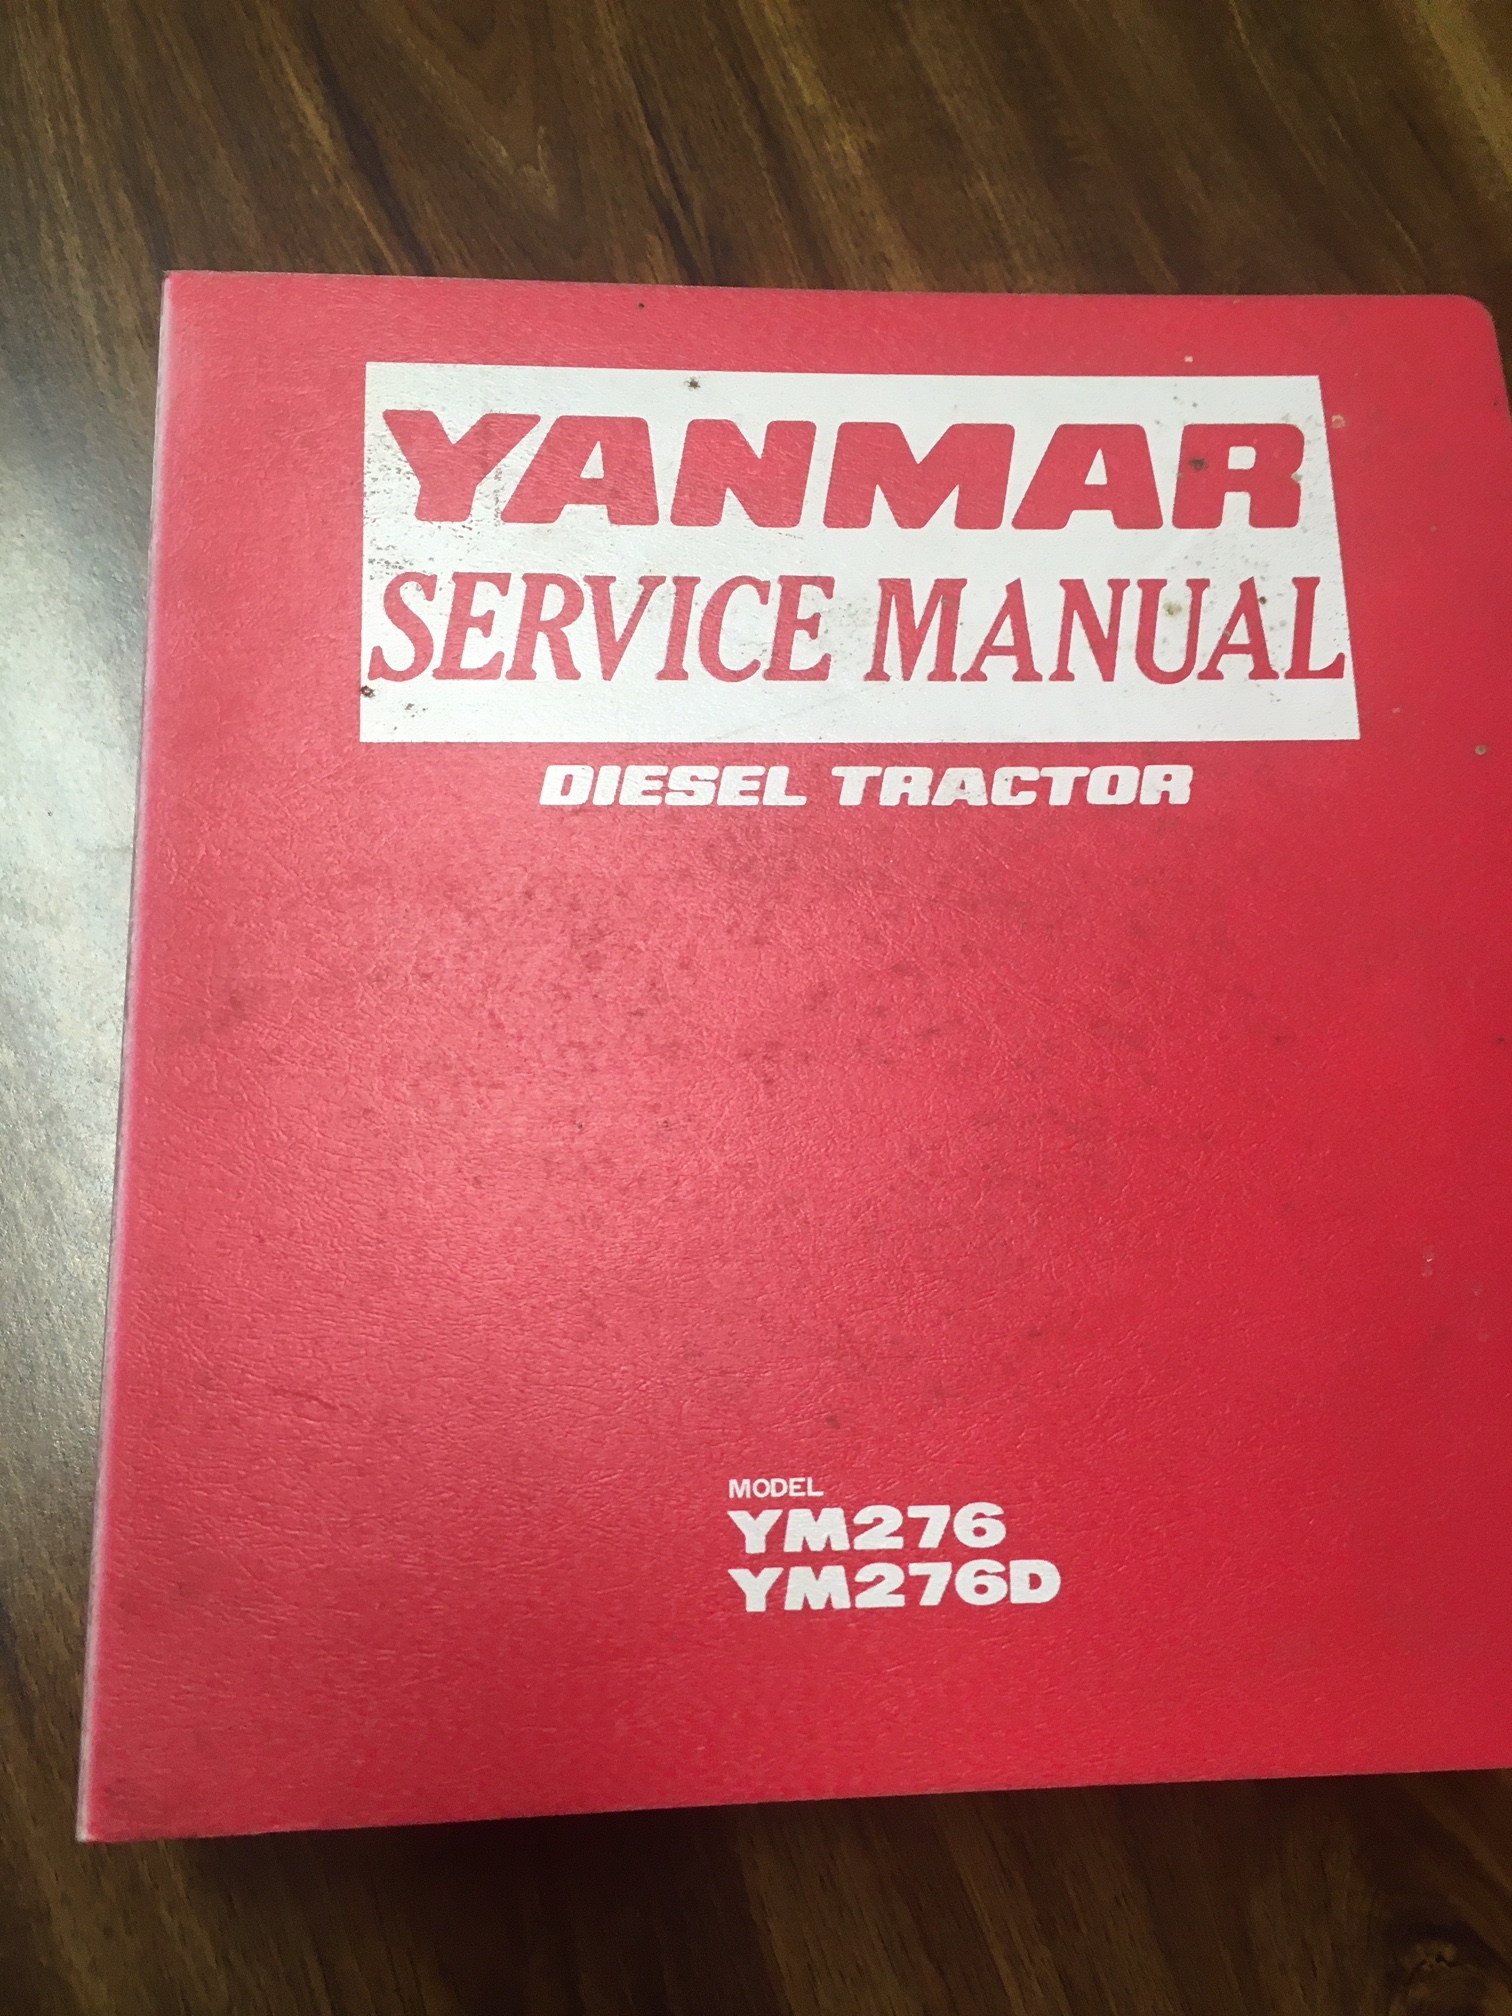 YANMAR
SERVICE MANUAL
DIESEL TRACTOR
MODEL
YM276
YM276D